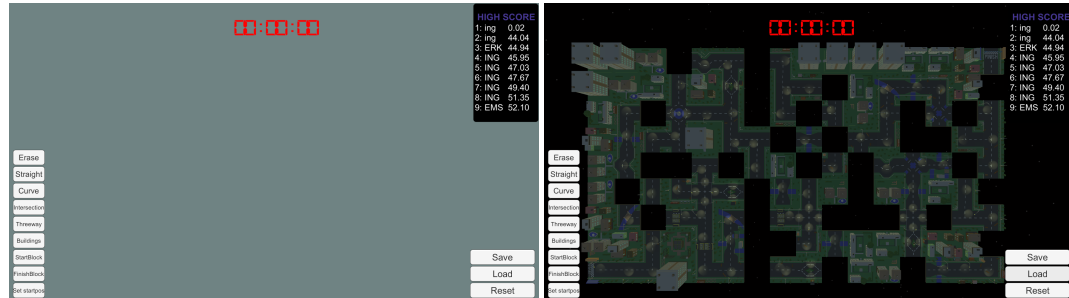 00:00:00
HIGH SCORE
1: ing 0.02
2: ing 44.04
3: ERK 44.94
4: ING 45.95
5: ING 47.03
6: ING 47.67
7: ING 49.40
8: ING 51.35
9: EMS 52.10
Erase
Straight
Curve
Intersection
Threeway
Buildings
StartBlock
FinishBlock
Set startpos
Save
Load
Reset
00:00:00
HIGH SCORE
1: ing 0.02
2: ing 44.04
3: ERK 44.94
4: ING 45.95
5: ING 47.03
6: ING 47.67
7: ING 49.40
8: ING 51.35
9: EMS 52.10
Erase
Straight
Curve
Intersection
Threeway
Buildings
StartBlock
FinishBlock
Set startpos
Save
Load
Reset